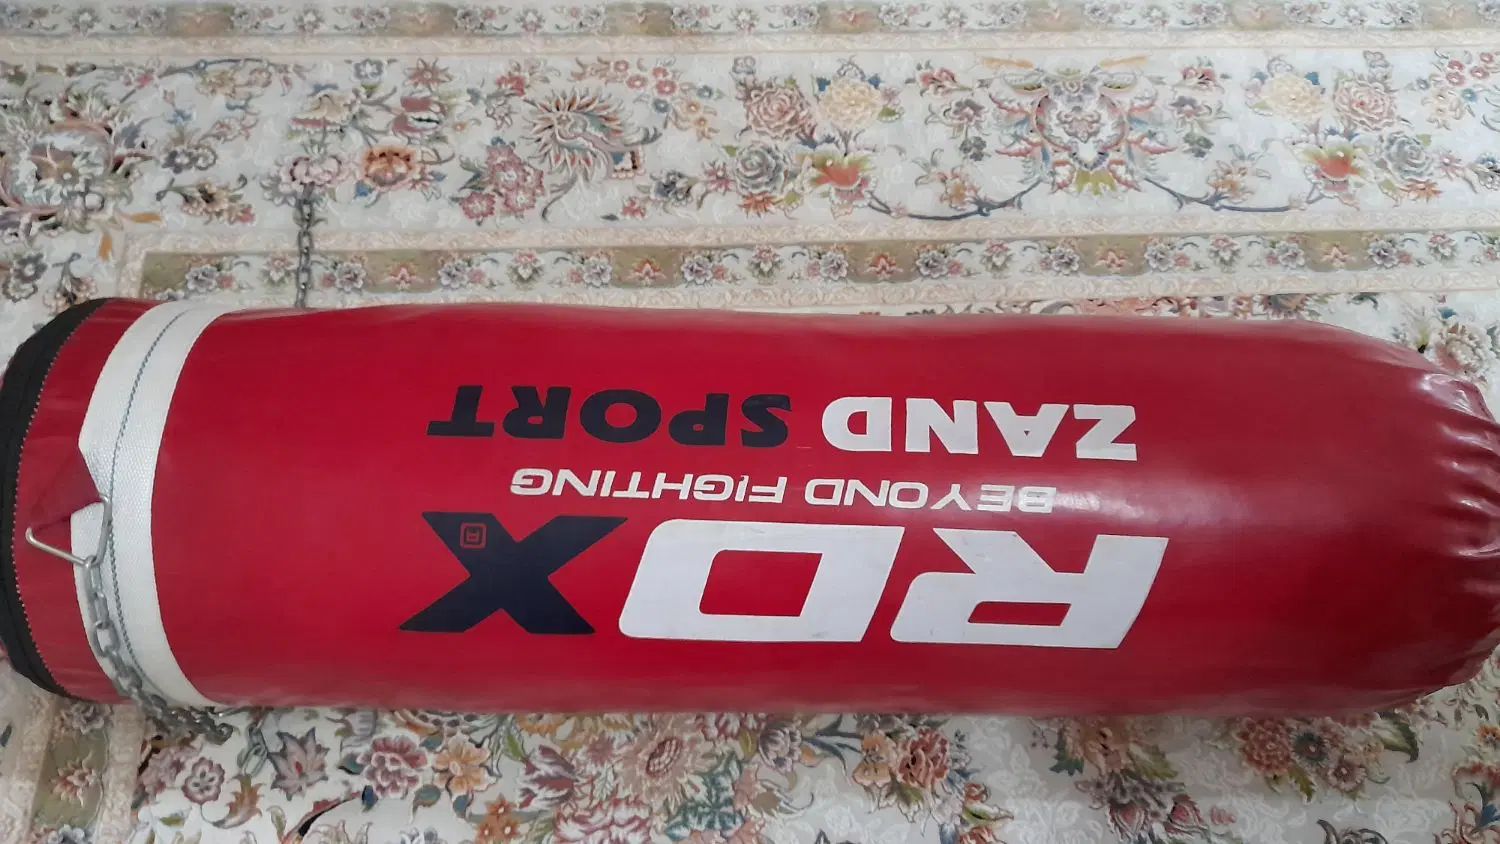 RDX
BEYOND FIGHTING
ZAND SPORT